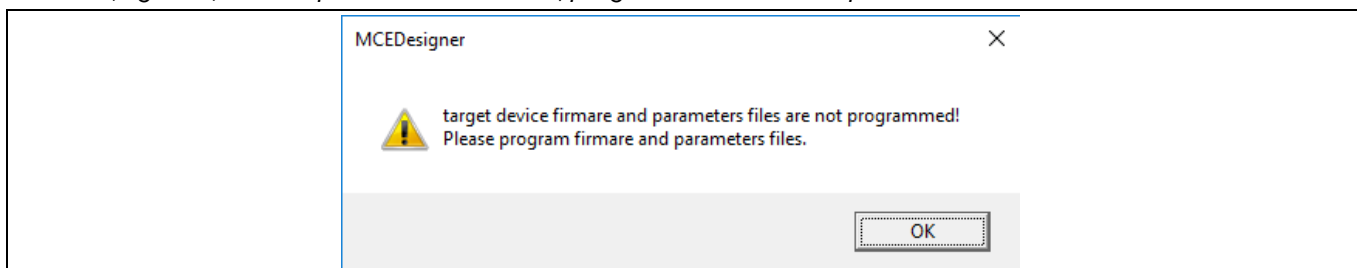 MCEDesigner
target device firmare and parameters files are not programmed!
Please program firmare and parameters files.
OK